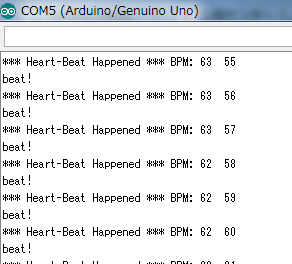 COM5 (Arduino/Genuino Uno)
*** Heart-Beat Happened *** BPM: 63  55
beat!
*** Heart-Beat Happened *** BPM: 63  56
beat!
*** Heart-Beat Happened *** BPM: 63  57
beat!
*** Heart-Beat Happened *** BPM: 62  58
beat!
*** Heart-Beat Happened *** BPM: 62  59
beat!
*** Heart-Beat Happened *** BPM: 62  60
beat!